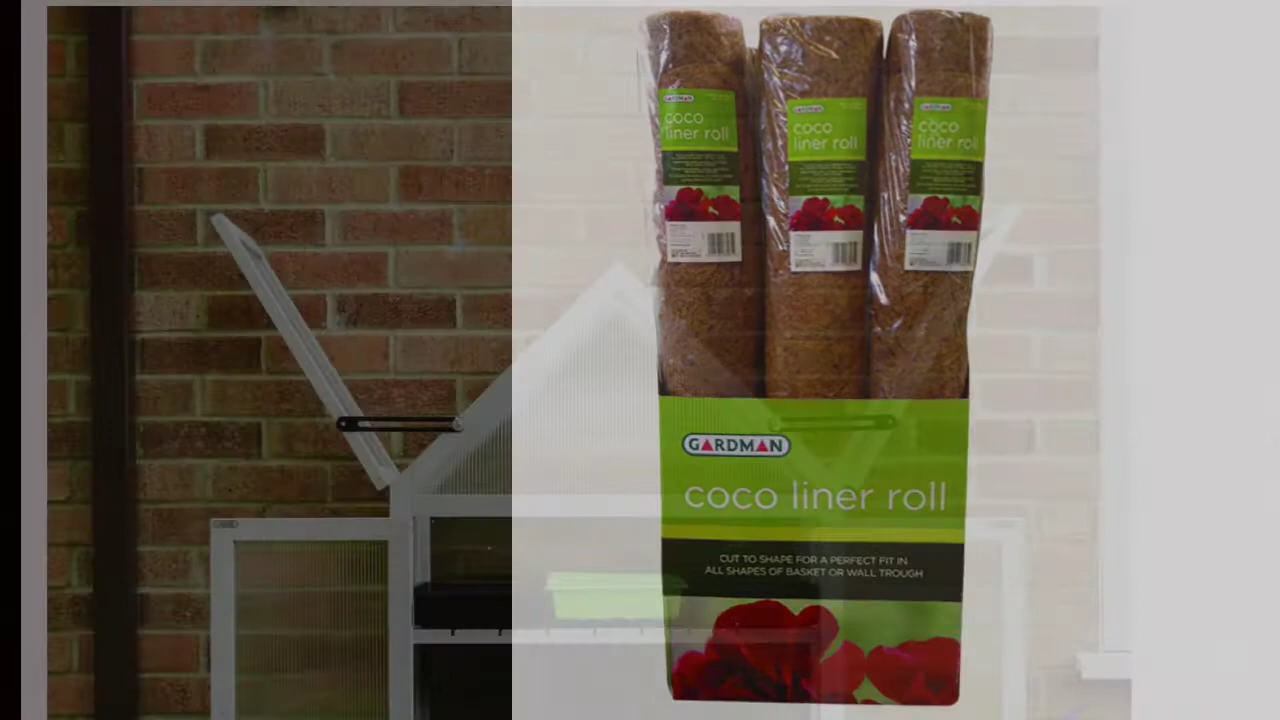 GARDMAN
coco
liner roll
GARDMAN
coco
liner roll
GARDMAN
coco
liner roll
GARDMAN
coco liner roll
CUT TO SHAPE FOR A PERFECT FIT IN
ALL SHAPES OF BASKET OR WALL TROUGH